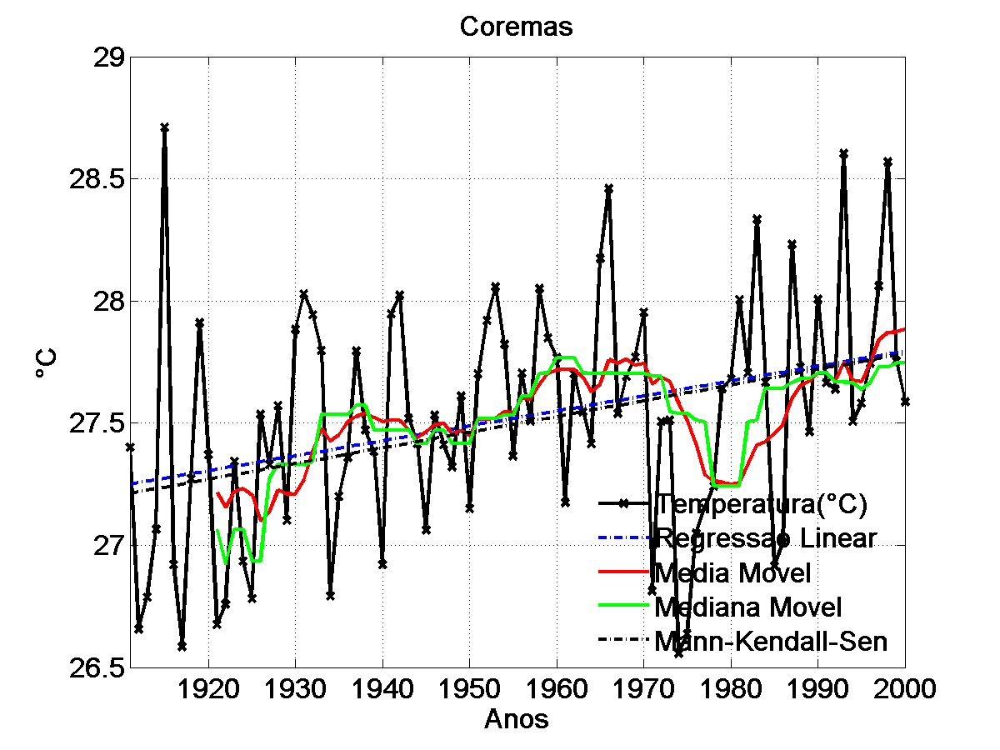 Coremas
29
28.5
28
27.5
27
26.5
°C
Temperatura(°C)
Regressao Linear
Media Movel
Mediana Movel
Mann-Kendall-Sen
1920 1930 1940 1950 1960 1970 1980 1990 2000
Anos